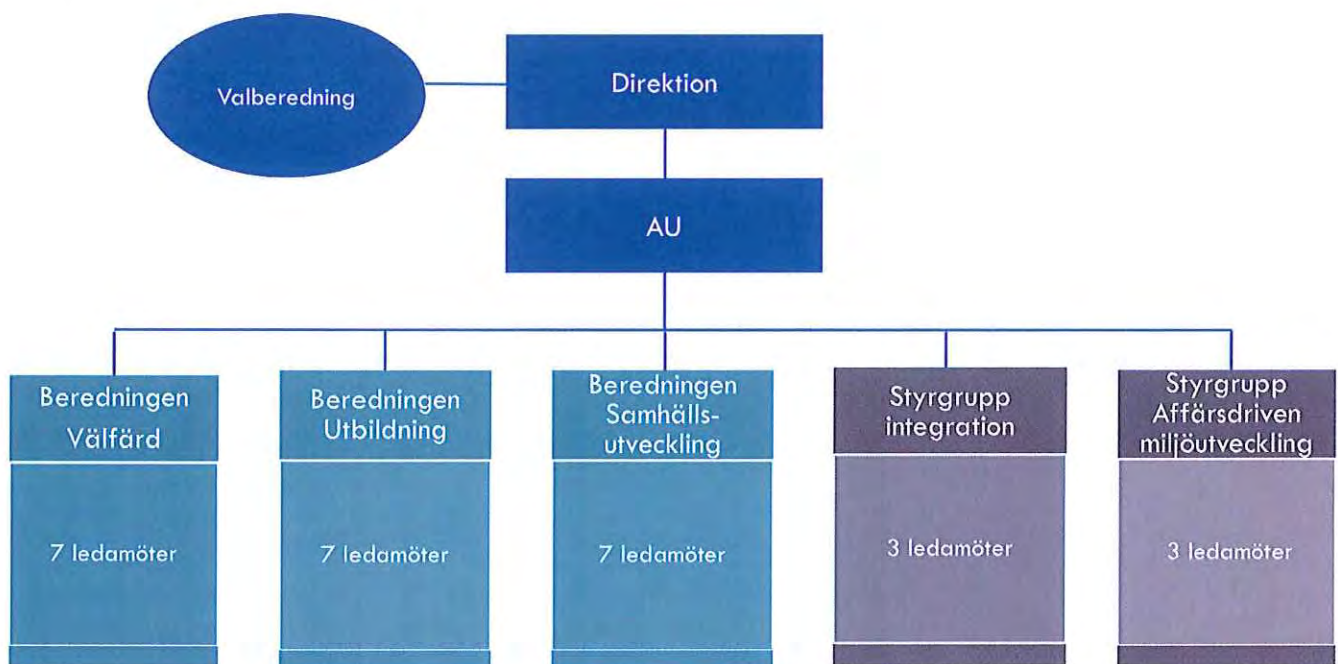 Valberedning
Direktion
AU
Beredningen
Välfärd
7 ledamöter
Beredningen
Utbildning
7 ledamöter
Beredningen
Samhälls-
utveckling
7 ledamöter
Styrgrupp
integration
3 ledamöter
Styrgrupp
Affärsdriven
miljöutveckling
3 ledamöter